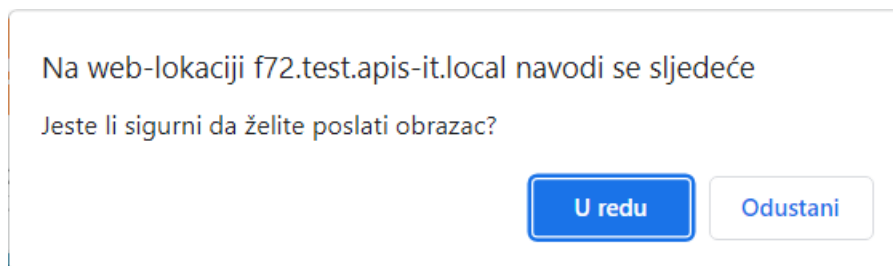 Na web-lokaciji f72.test.apis-it.local navodi se sljedeće
Jeste li sigurni da želite poslati obrazac?
U redu
Odustani